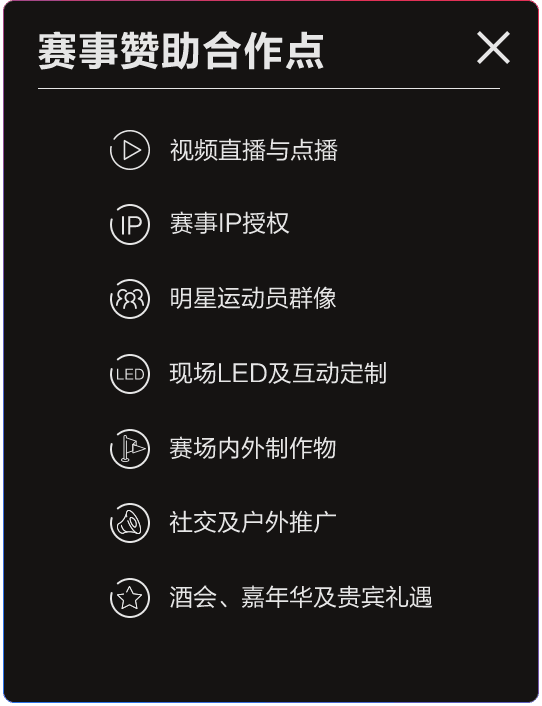 赛事赞助合作点
视频直播与点播
IP
赛事IP授权
明星运动员群像
LED
现场LED及互动定制
赛场内外制作物
社交及户外推广
酒会、嘉年华及贵宾礼遇